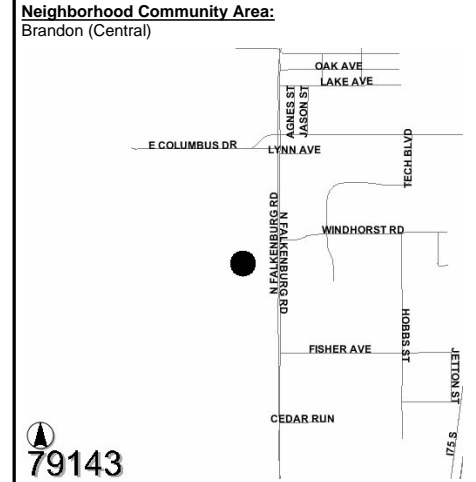 Neighborhood Community Area:
Brandon (Central)
OAK AVE
LAKE AVE
AGNES ST
JASON ST
E COLUMBUS DR
LYNN AVE
TECH BLVD
N FALKENBURG RD
N FALKENBURG RD
WINDHORST RD
HOBBS ST
FISHER AVE
JETTON ST
CEDAR RUN
I75 S
79143